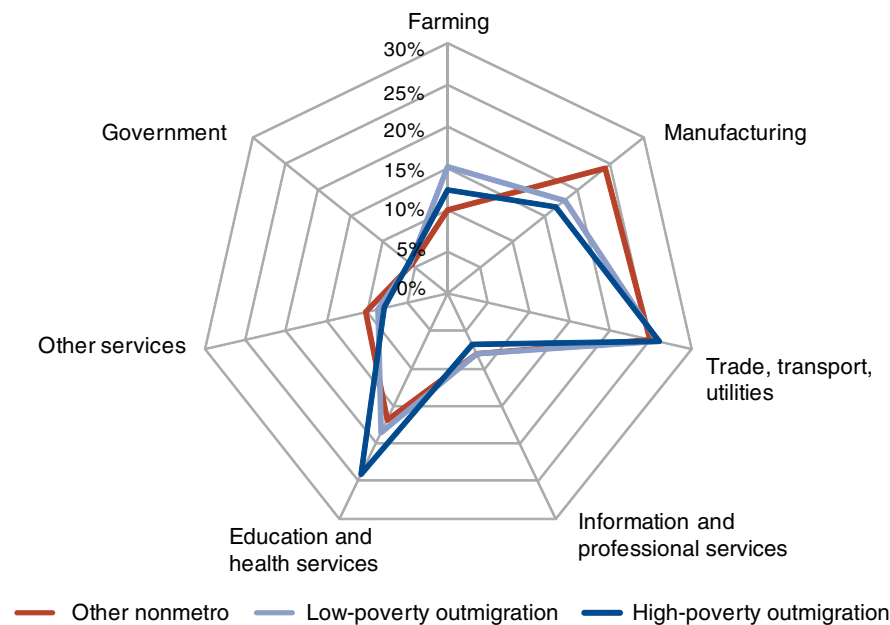 Farming
30%
25%
20%
15%
10%
5%
0%
Government
Manufacturing
Other services
Trade, transport,
utilities
Education and
health services
Information and
professional services
Other nonmetro
Low-poverty outmigration
High-poverty outmigration